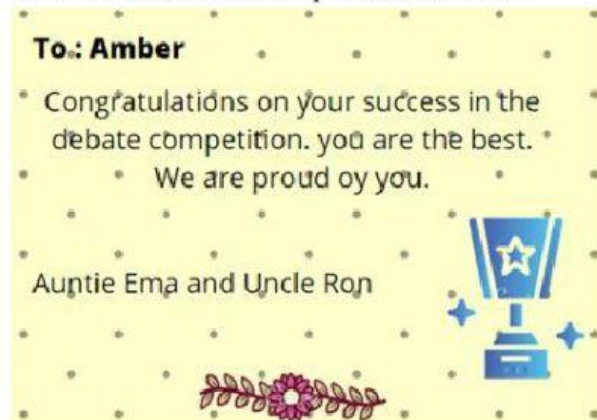 To.: Amber
Congratulations on your success in the
debate competition. you are the best.
We are proud oy you.
Auntie Ema and Uncle Ron